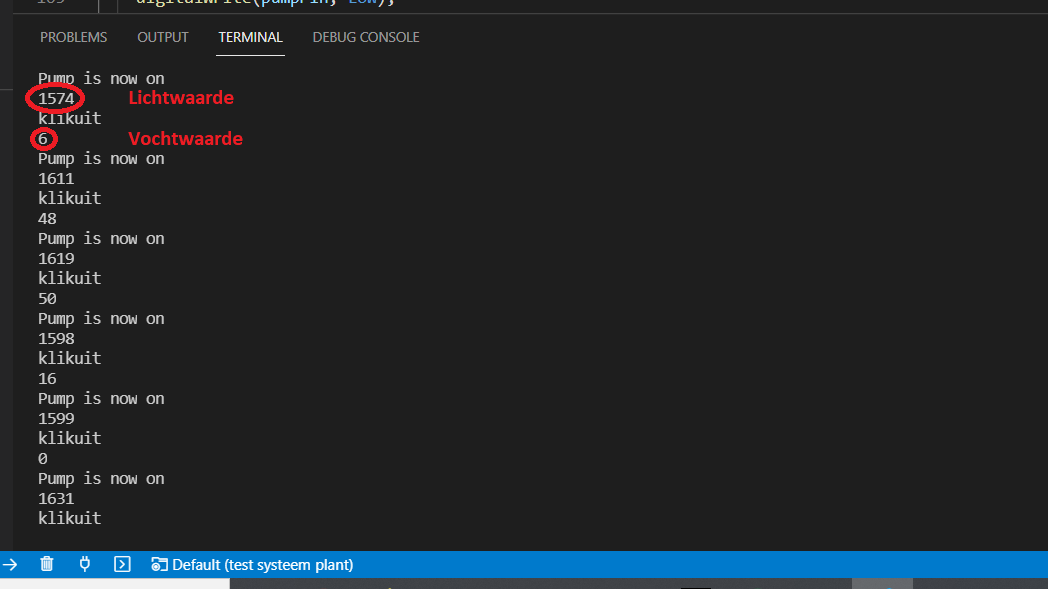 digitalWrite(pumpPin, LOW);
PROBLEMS OUTPUT TERMINAL DEBUG CONSOLE
Pump is now on
1574 Lichtwaarde
klikuit
6 Vochtwaarde
Pump is now on
1611
klikuit
48
Pump is now on
1619
klikuit
50
Pump is now on
1598
klikuit
16
Pump is now on
1599
klikuit
0
Pump is now on
1631
klikuit
Default (test systeem plant)